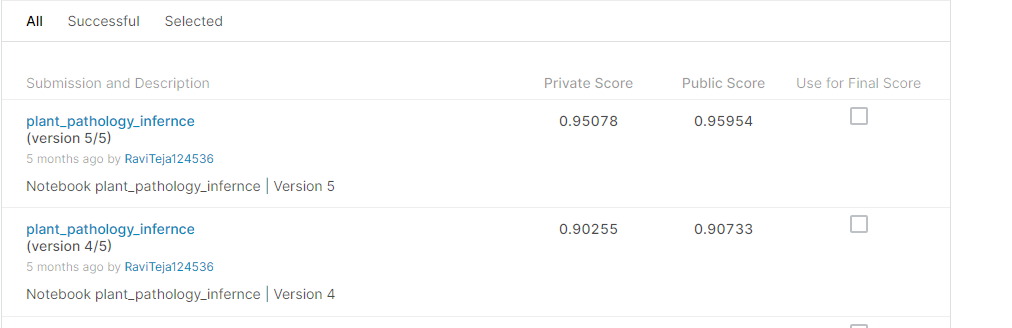 All Successful Selected
Submission and Description Private Score Public Score Use for Final Score
plant_pathology_infernce 0.95078 0.95954
(version 5/5)
5 months ago by RaviTeja124536
Notebook plant_pathology_infernce | Version 5
plant_pathology_infernce 0.90255 0.90733
(version 4/5)
5 months ago by RaviTeja124536
Notebook plant_pathology_infernce | Version 4